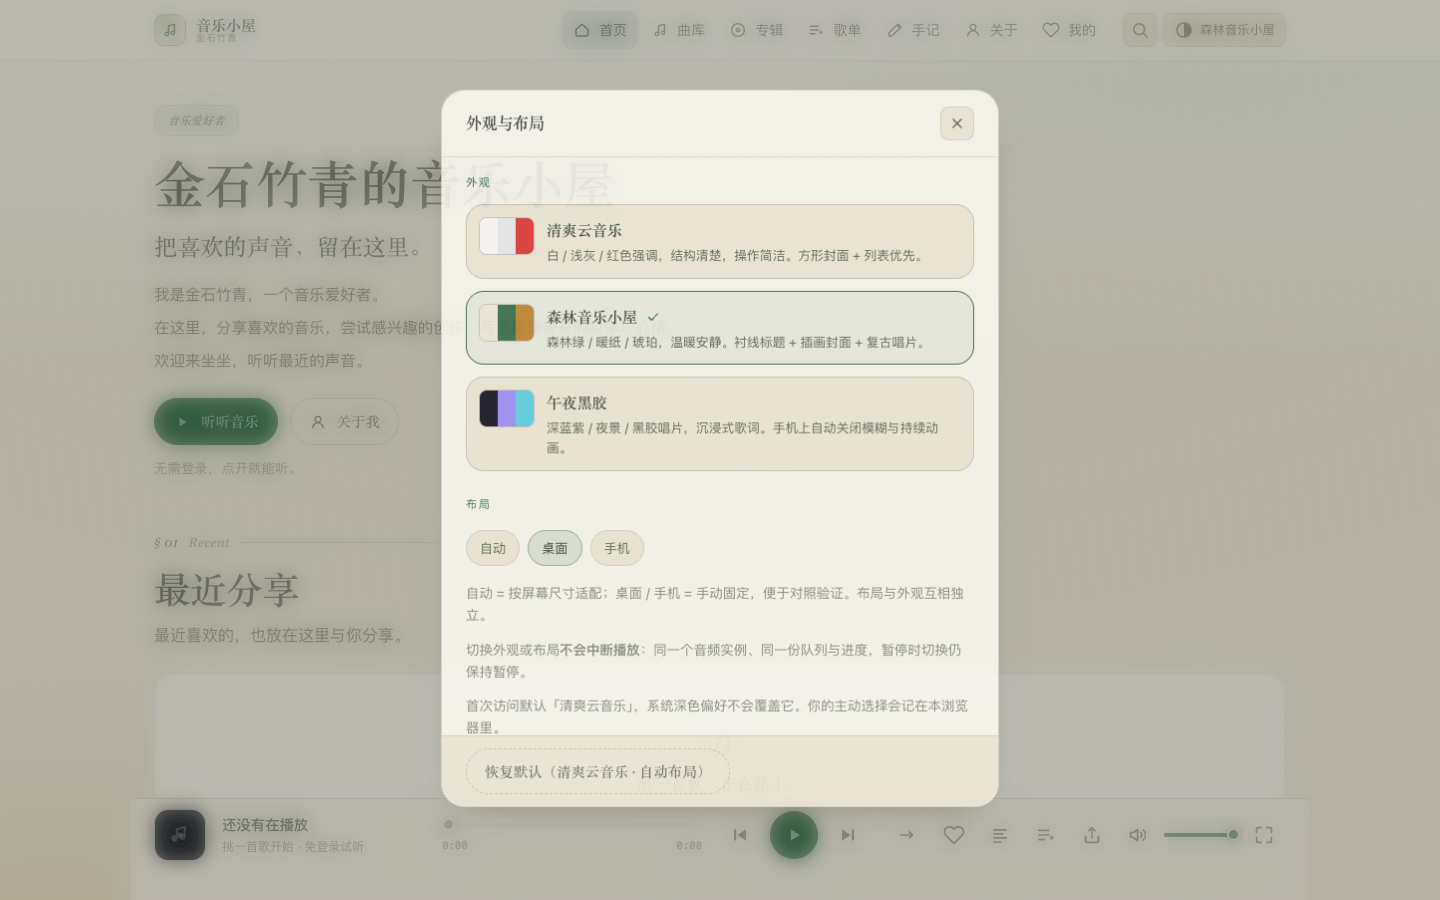 音乐小屋
金石竹青
首页
曲库
专辑
歌单
手记
关于
我的
森林音乐小屋
音乐爱好者
金石竹青的音乐小屋
把喜欢的声音，留在这里。
我是金石竹青，一个音乐爱好者。
在这里，分享喜欢的音乐，尝试感兴趣的创作
欢迎来坐坐，听听最近的声音。
听听音乐
关于我
无需登录，点开就能听。
§ 01 Recent
最近分享
最近喜欢的，也放在这里与你分享。
外观与布局
外观
清爽云音乐
白 / 浅灰 / 红色强调，结构清楚，操作简洁。方形封面 + 列表优先。
森林音乐小屋
森林绿 / 暖纸 / 琥珀，温暖安静。衬线标题 + 插画封面 + 复古唱片。
午夜黑胶
深蓝紫 / 夜景 / 黑胶唱片，沉浸式歌词。手机上自动关闭模糊与持续动
画。
布局
自动
桌面
手机
自动 = 按屏幕尺寸适配；桌面 / 手机 = 手动固定，便于对照验证。布局与外观互相独
立。
切换外观或布局不会中断播放：同一个音频实例、同一份队列与进度，暂停时切换仍
保持暂停。
首次访问默认「清爽云音乐」，系统深色偏好不会覆盖它。你的主动选择会记在本浏览
器里。
恢复默认（清爽云音乐 · 自动布局）
还没有在播放
挑一首歌开始 · 免登录试听
0:00
0:00